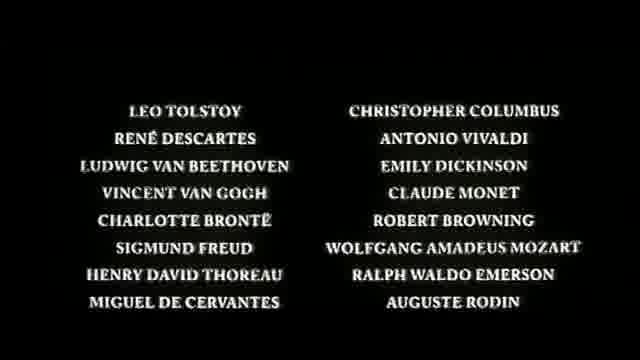 LEO TOLSTOY
RENÉ DESCARTES
LUDWIG VAN BEETHOVEN
VINCENT VAN GOGH
CHARLOTTE BRONTË
SIGMUND FREUD
HENRY DAVID THOREAU
MIGUEL DE CERVANTES
CHRISTOPHER COLUMBUS
ANTONIO VIVALDI
EMILY DICKINSON
CLAUDE MONET
ROBERT BROWNING
WOLFGANG AMADEUS MOZART
RALPH WALDO EMERSON
AUGUSTE RODIN